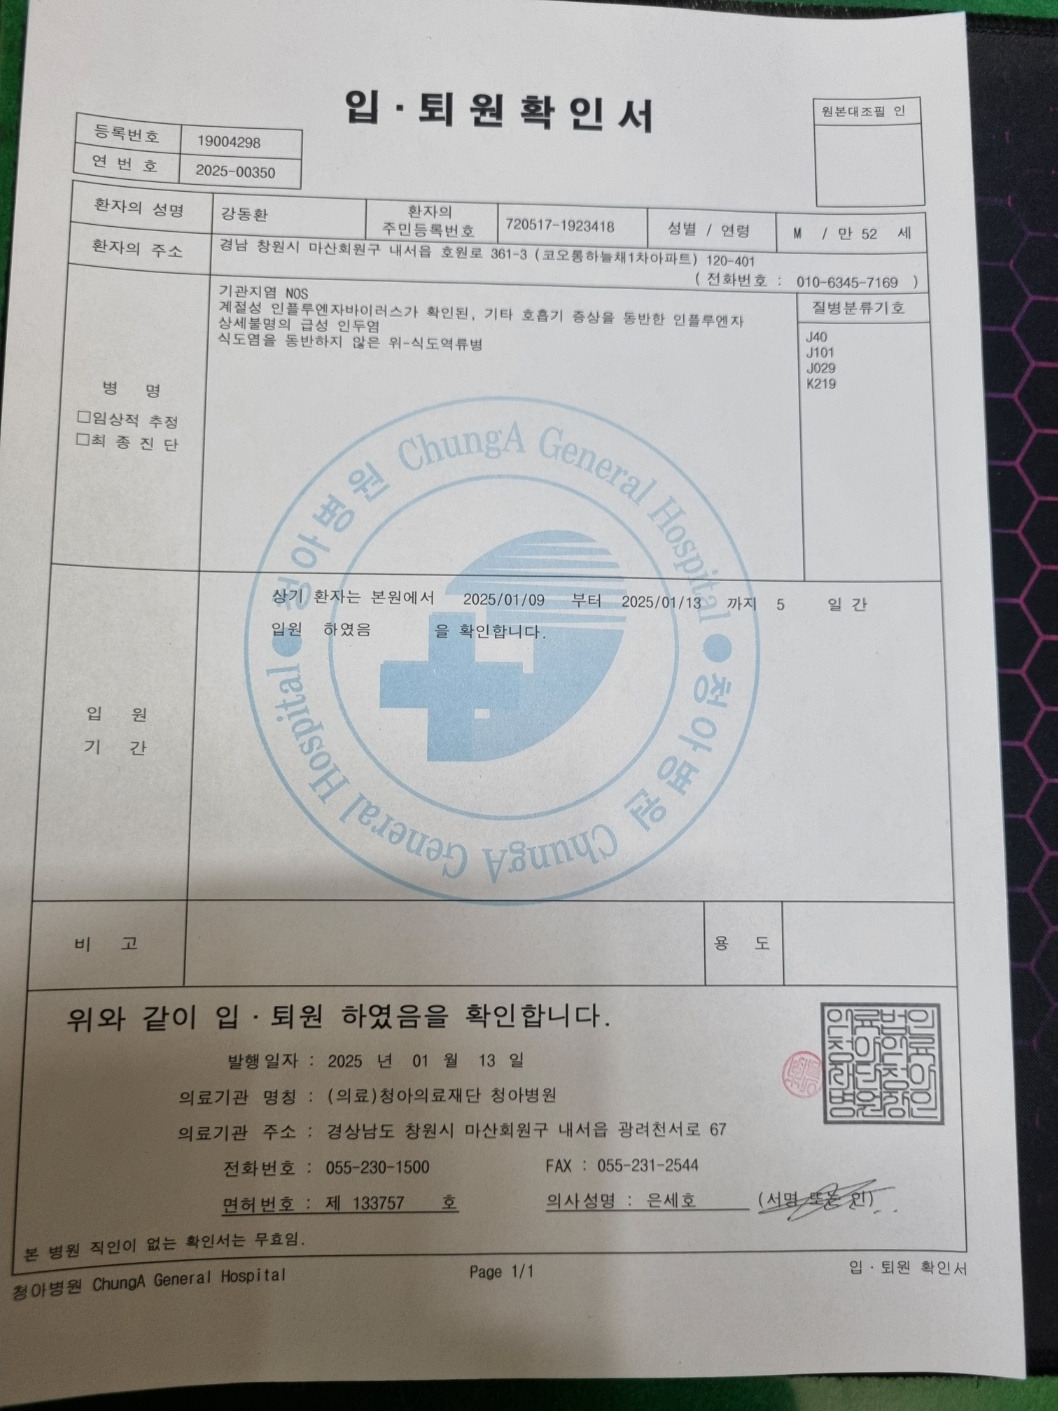 입·퇴원확인서
원본대조필 인
등록번호 19004298
연 번 호 2025-00350
환자의 성명 강동환 환자의 주민등록번호 720517-1923418 성별 / 연령 M / 만 52 세
환자의 주소 경남 창원시 마산회원구 내서읍 호원로 361-3 (코오롱하늘채1차아파트) 120-401
( 전화번호 : 010-6345-7169 )
병 명
□임상적 추정
□최 종 진 단
기관지염 NOS
계절성 인플루엔자바이러스가 확인된, 기타 호흡기 증상을 동반한 인플루엔자
상세불명의 급성 인두염
식도염을 동반하지 않은 위-식도역류병
질병분류기호
J40
J101
J029
K219
청아병원 ChungA General Hospital
청아병원 ChungA General Hospital
입 원
기 간
상기 환자는 본원에서 2025/01/09 부터 2025/01/13 까지 5 일 간
입원 하였음 을 확인합니다.
비 고 용 도
위와 같이 입·퇴원 하였음을 확인합니다.
발행일자 : 2025 년 01 월 13 일
의료기관 명칭 : (의료)청아의료재단 청아병원
의료기관 주소 : 경상남도 창원시 마산회원구 내서읍 광려천서로 67
전화번호 : 055-230-1500 FAX : 055-231-2544
면허번호 : 제 133757 호 의사성명 : 은세호 (서명 또는 인)
의료법인
청아의료
재단청아
병원장인
본 병원 직인이 없는 확인서는 무효임.
청아병원 ChungA General Hospital Page 1/1 입·퇴원 확인서